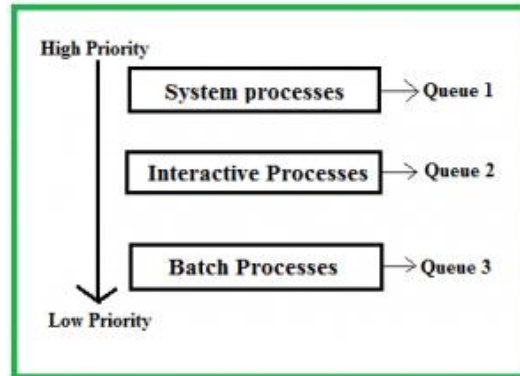 High Priority
System processes
Queue 1
Interactive Processes
Queue 2
Batch Processes
Queue 3
Low Priority